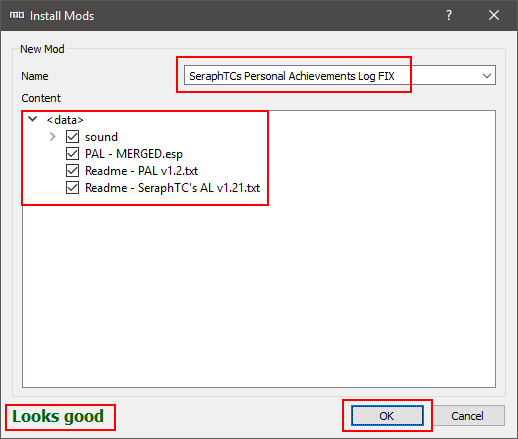 Install Mods
New Mod
Name SeraphTCs Personal Achievements Log FIX
Content
<data>
sound
PAL - MERGED.esp
Readme - PAL v1.2.txt
Readme - SeraphTC's AL v1.21.txt
Looks good OK Cancel